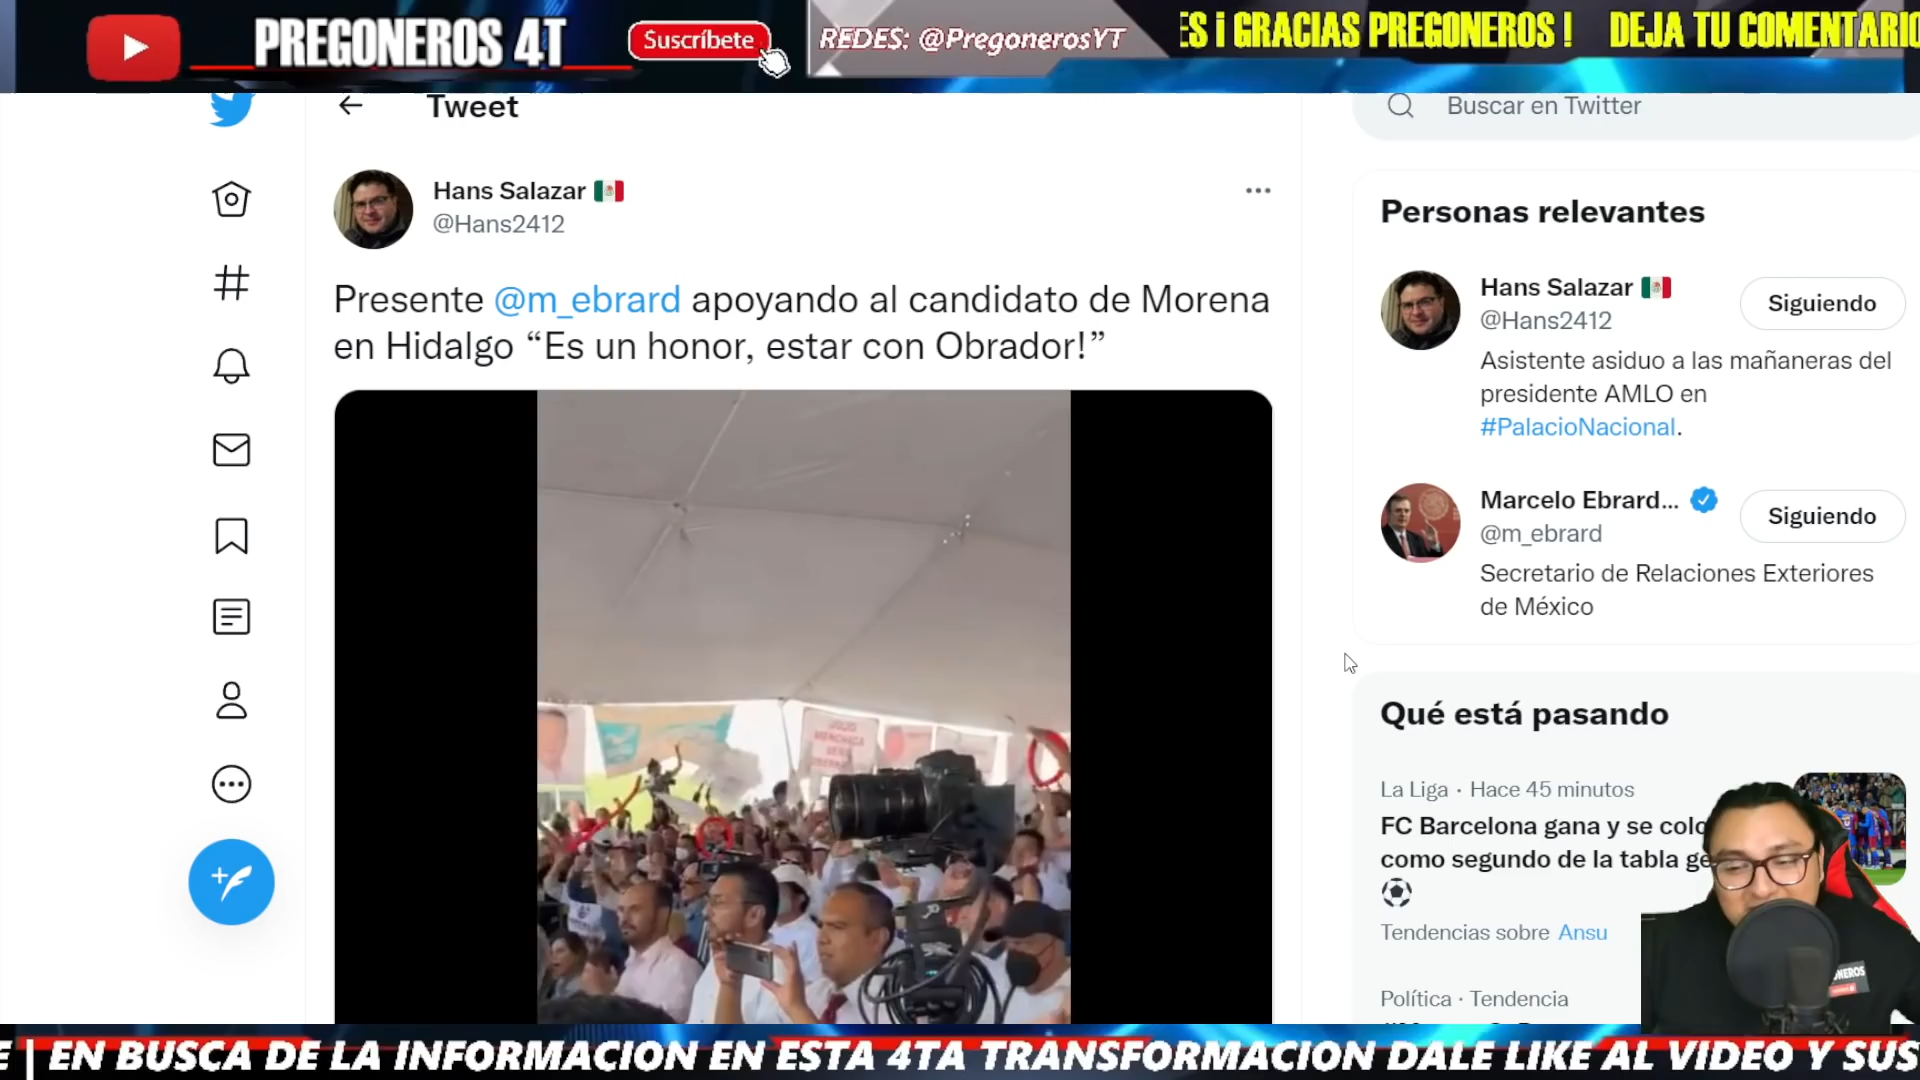 PREGONEROS 4T
Suscríbete
REDES: @PregonerosYT
ES ¡ GRACIAS PREGONEROS ! DEJA TU COMENTARIO
Tweet
Buscar en Twitter
Hans Salazar
@Hans2412
Presente @m_ebrard apoyando al candidato de Morena
en Hidalgo “Es un honor, estar con Obrador!”
JULIO
MENCHACA
SERÁ
Personas relevantes
Hans Salazar
@Hans2412
Siguiendo
Asistente asiduo a las mañaneras del
presidente AMLO en
#PalacioNacional.
Marcelo Ebrard...
@m_ebrard
Siguiendo
Secretario de Relaciones Exteriores
de México
Qué está pasando
La Liga · Hace 45 minutos
FC Barcelona gana y se colo
como segundo de la tabla ge
Tendencias sobre Ansu
Política · Tendencia
NEROS
E | EN BUSCA DE LA INFORMACION EN ESTA 4TA TRANSFORMACION DALE LIKE AL VIDEO Y SUS